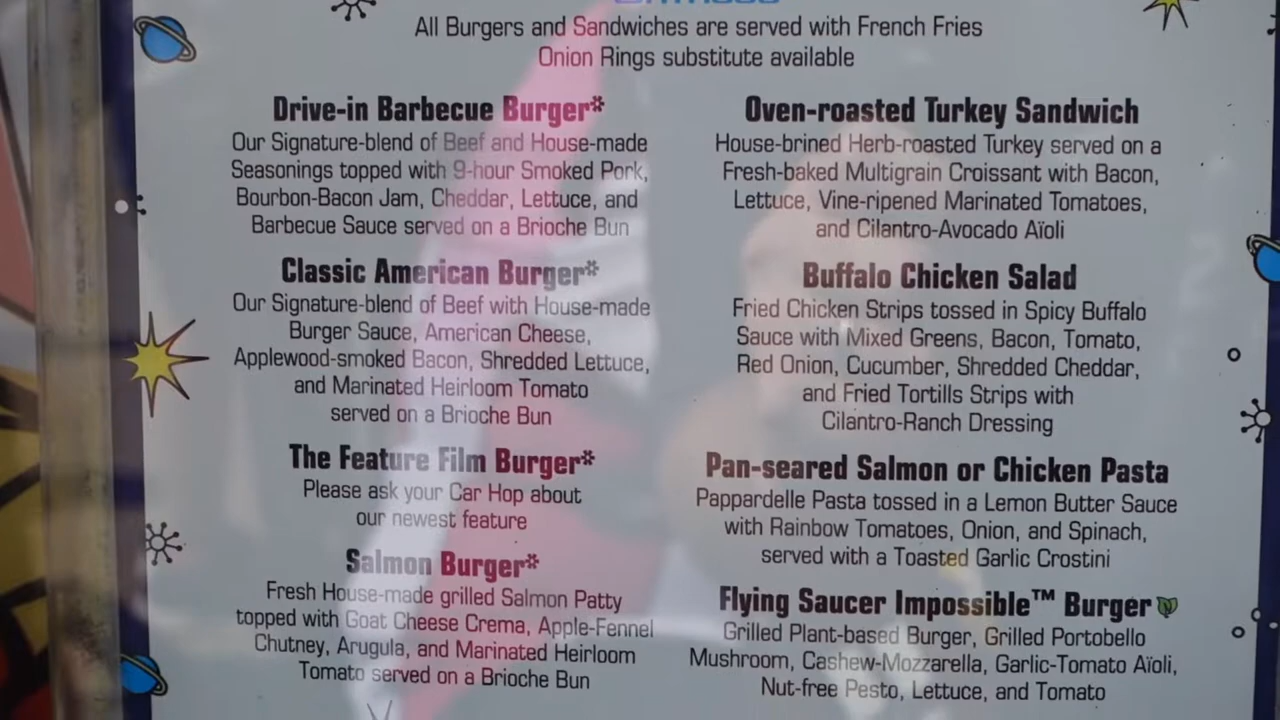 All Burgers and Sandwiches are served with French Fries
Onion Rings substitute available
Drive-in Barbecue Burger*
Our Signature-blend of Beef and House-made
Seasonings topped with 9-hour Smoked Pork,
Bourbon-Bacon Jam, Cheddar, Lettuce, and
Barbecue Sauce served on a Brioche Bun
Classic American Burger*
Our Signature-blend of Beef with House-made
Burger Sauce, American Cheese,
Applewood-smoked Bacon, Shredded Lettuce,
and Marinated Heirloom Tomato
served on a Brioche Bun
The Feature Film Burger*
Please ask your Car Hop about
our newest feature
Salmon Burger*
Fresh House-made grilled Salmon Patty
topped with Goat Cheese Crema, Apple-Fennel
Chutney, Arugula, and Marinated Heirloom
Tomato served on a Brioche Bun
Oven-roasted Turkey Sandwich
House-brined Herb-roasted Turkey served on a
Fresh-baked Multigrain Croissant with Bacon,
Lettuce, Vine-ripened Marinated Tomatoes,
and Cilantro-Avocado Aïoli
Buffalo Chicken Salad
Fried Chicken Strips tossed in Spicy Buffalo
Sauce with Mixed Greens, Bacon, Tomato,
Red Onion, Cucumber, Shredded Cheddar,
and Fried Tortills Strips with
Cilantro-Ranch Dressing
Pan-seared Salmon or Chicken Pasta
Pappardelle Pasta tossed in a Lemon Butter Sauce
with Rainbow Tomatoes, Onion, and Spinach,
served with a Toasted Garlic Crostini
Flying Saucer Impossible™ Burger
Grilled Plant-based Burger, Grilled Portobello
Mushroom, Cashew-Mozzarella, Garlic-Tomato Aïoli,
Nut-free Pesto, Lettuce, and Tomato